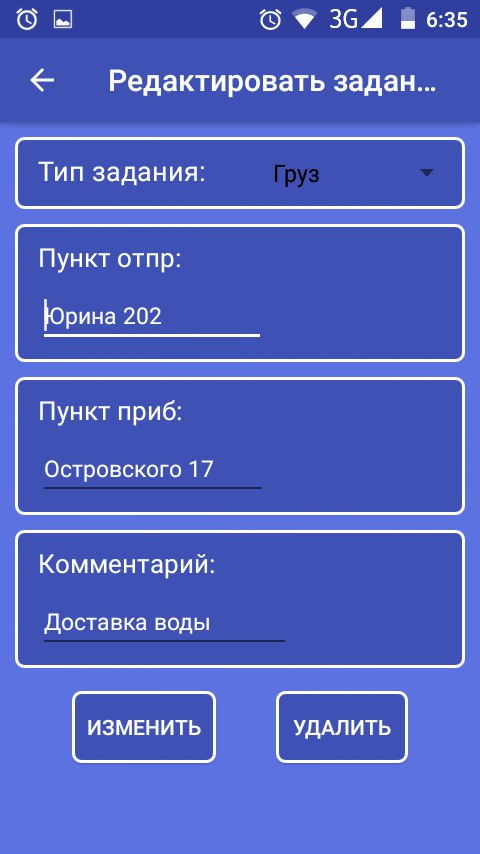 3G 6:35
Редактировать задан...
Тип задания: Груз
Пункт отпр:
Юрина 202
Пункт приб:
Островского 17
Комментарий:
Доставка воды
ИЗМЕНИТЬ УДАЛИТЬ